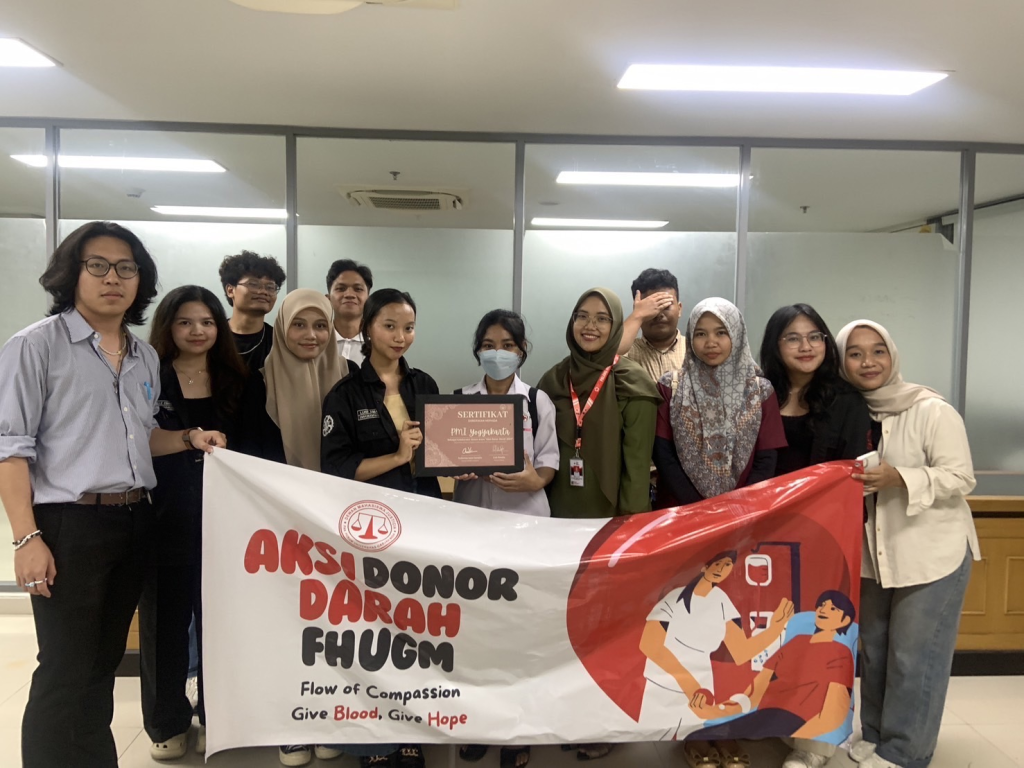 SERTIFIKAT
PMI Yogyakarta
AKSI DONOR
DARAH
FHUGM
Flow of Compassion
Give Blood, Give Hope